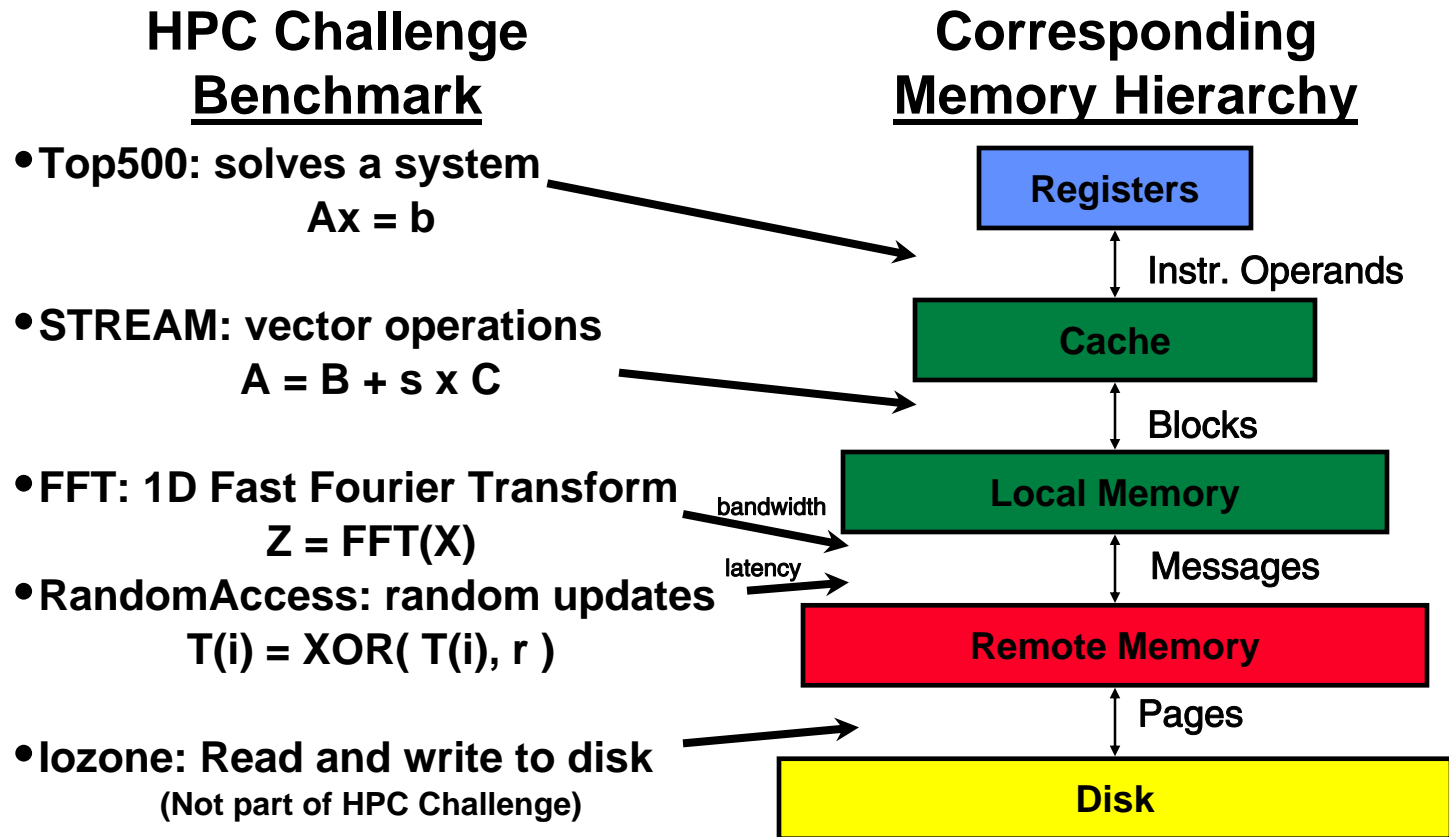 HPC Challenge
Benchmark
•Top500: solves a system
Ax = b
•STREAM: vector operations
A = B + s x C
•FFT: 1D Fast Fourier Transform
Z = FFT(X)
•RandomAccess: random updates
T(i) = XOR( T(i), r )
•Iozone: Read and write to disk
(Not part of HPC Challenge)
bandwidth
latency
Corresponding
Memory Hierarchy
Registers
Instr. Operands
Cache
Blocks
Local Memory
Messages
Remote Memory
Pages
Disk